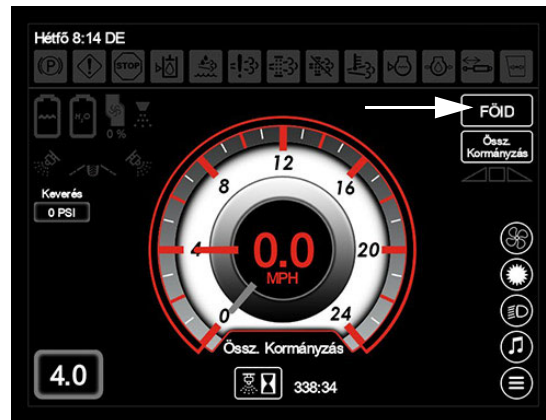 Hétfő 8:14 DE
P
STOP
H₂O
0 %
FÖlD
Össz.
Kormányzás
Keverés
0 PSI
12
8
16
4
20
0.0
MPH
0
24
Össz. Kormányzás
4.0
338:34